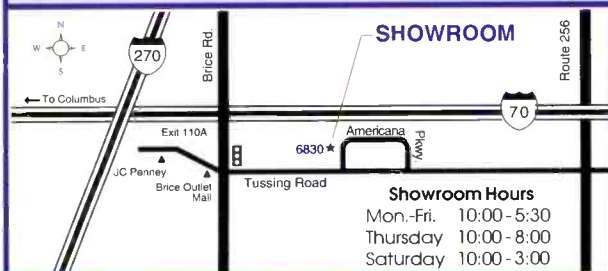 N
W E
S
270
Brice Rd.
SHOWROOM
Route 256
To Columbus
70
Exit 110A
6830
Americana
Pkwy.
JC Penney
Brice Outlet
Mall
Tussing Road
Showroom Hours
Mon.-Fri. 10:00 - 5:30
Thursday 10:00 - 8:00
Saturday 10:00 - 3:00